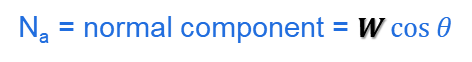 Nₐ = normal component = W cos θ